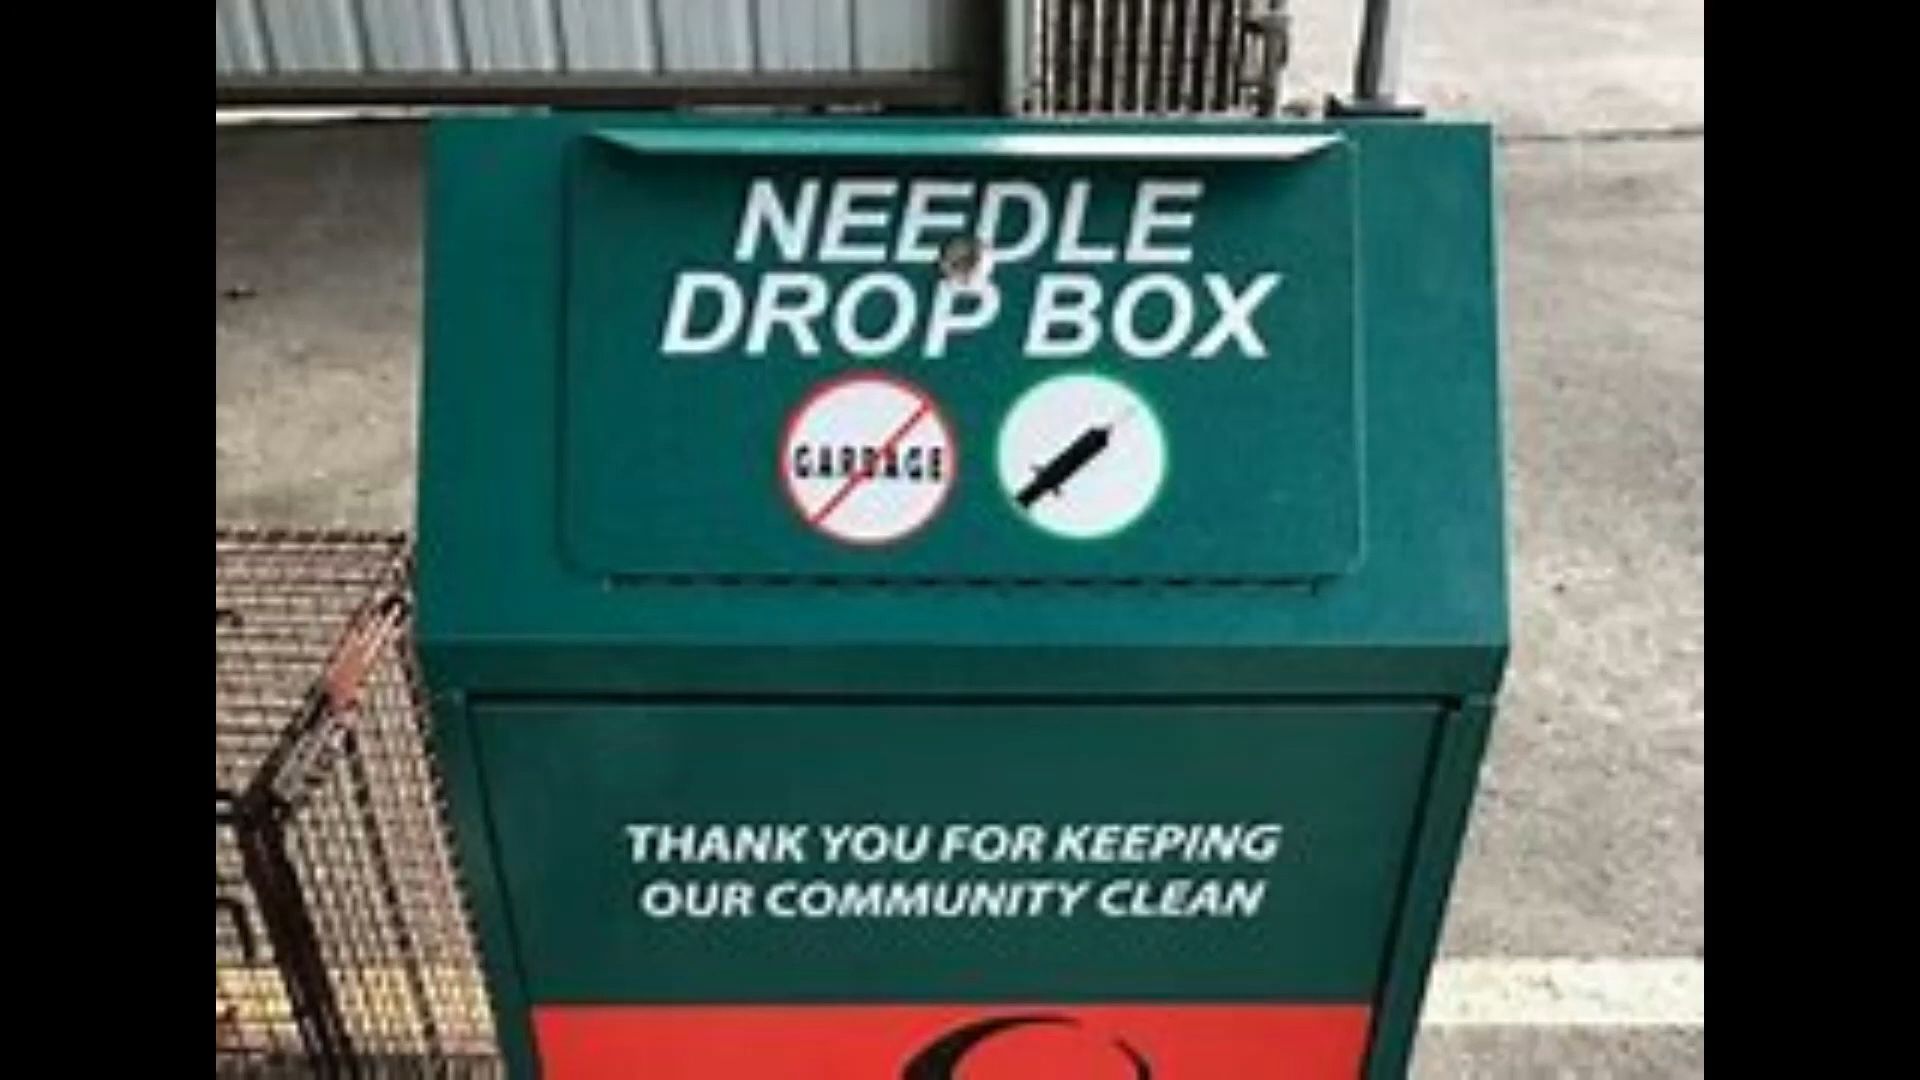 NEEDLE
DROP BOX
GARBAGE
THANK YOU FOR KEEPING
OUR COMMUNITY CLEAN